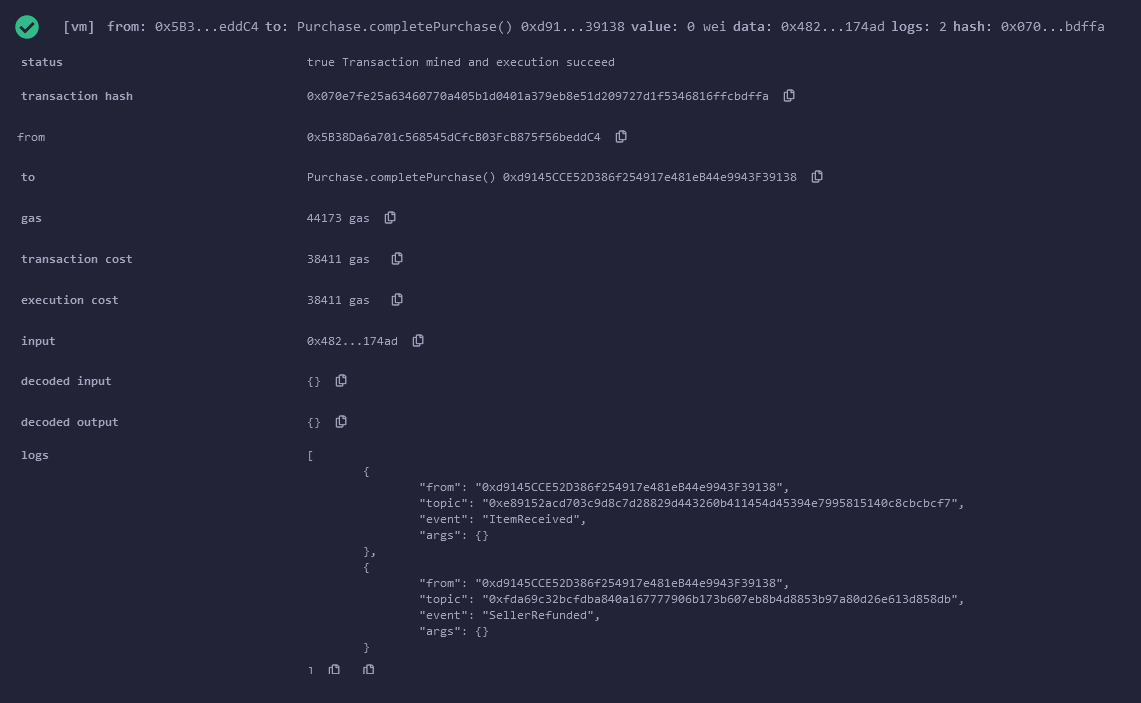 [vm] from: 0x5B3...eddC4 to: Purchase.completePurchase() 0xd91...39138 value: 0 wei data: 0x482...174ad logs: 2 hash: 0x070...bdffa
status true Transaction mined and execution succeed
transaction hash 0x070e7fe25a63460770a405b1d0401a379eb8e51d209727d1f5346816ffcbdffa
from 0x5B38Da6a701c568545dCfcB03FcB875f56beddC4
to Purchase.completePurchase() 0xd9145CCE52D386f254917e481eB44e9943F39138
gas 44173 gas
transaction cost 38411 gas
execution cost 38411 gas
input 0x482...174ad
decoded input {}
decoded output {}
logs [
{
"from": "0xd9145CCE52D386f254917e481eB44e9943F39138",
"topic": "0xe89152acd703c9d8c7d28829d443260b411454d45394e7995815140c8cbcbcf7",
"event": "ItemReceived",
"args": {}
},
{
"from": "0xd9145CCE52D386f254917e481eB44e9943F39138",
"topic": "0xfda69c32bcfdba840a167777906b173b607eb8b4d8853b97a80d26e613d858db",
"event": "SellerRefunded",
"args": {}
}
]